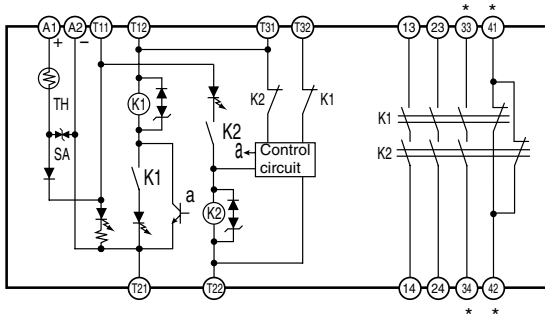 * *
A1 A2 T11 T12 T31 T32 13 23 33 41
+ −
TH
K1
K2 K1
K1
K2
SA
a Control
circuit
K2
K1
a
K2
T21 T22 14 24 34 42
* *